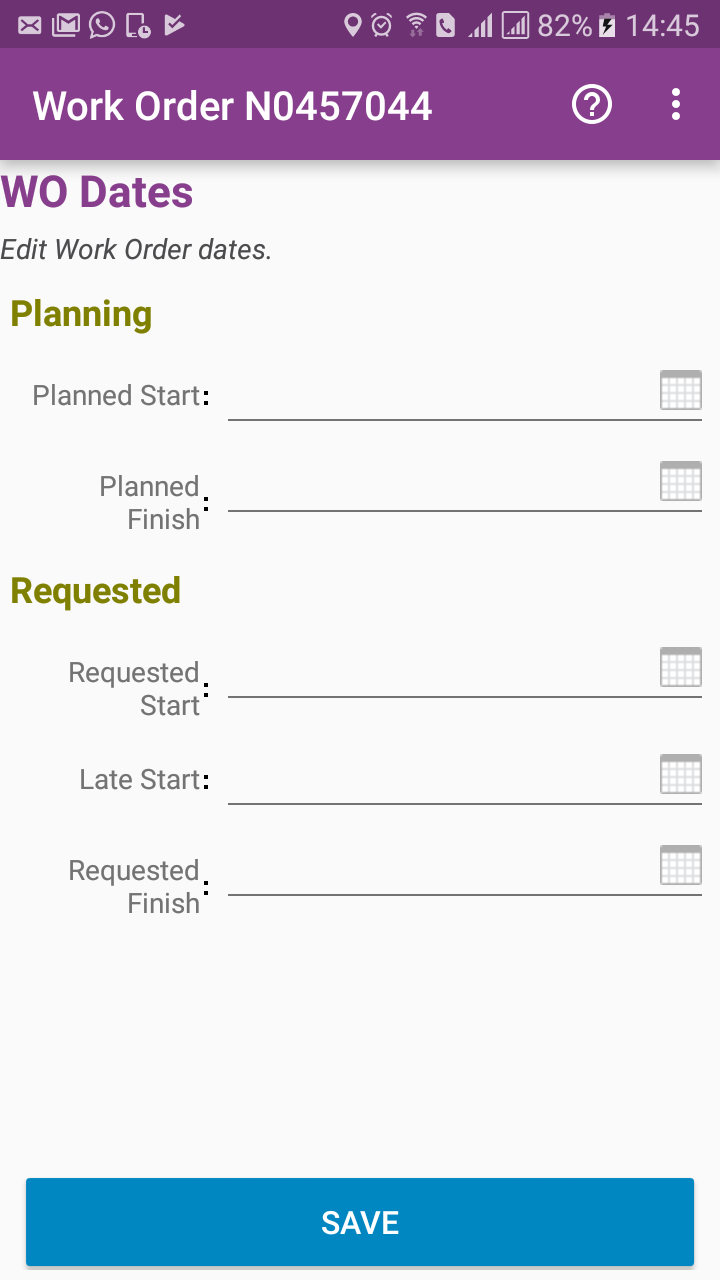 82% 14:45
Work Order N0457044
WO Dates
Edit Work Order dates.
Planning
Planned Start:
Planned
Finish:
Requested
Requested
Start:
Late Start:
Requested
Finish:
SAVE